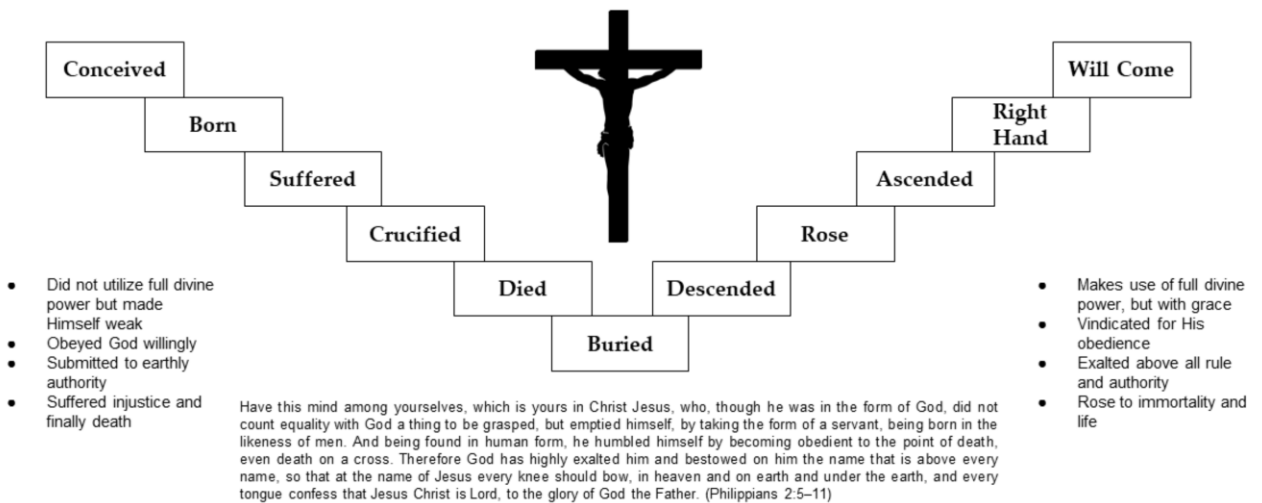 Conceived
Born
Suffered
Crucified
Died
Buried
Descended
Rose
Ascended
Right
Hand
Will Come
● Did not utilize full divine
power but made
Himself weak
● Obeyed God willingly
● Submitted to earthly
authority
● Suffered injustice and
finally death
● Makes use of full divine
power, but with grace
● Vindicated for His
obedience
● Exalted above all rule
and authority
● Rose to immortality and
life
Have this mind among yourselves, which is yours in Christ Jesus, who, though he was in the form of God, did not
count equality with God a thing to be grasped, but emptied himself, by taking the form of a servant, being born in the
likeness of men. And being found in human form, he humbled himself by becoming obedient to the point of death,
even death on a cross. Therefore God has highly exalted him and bestowed on him the name that is above every
name, so that at the name of Jesus every knee should bow, in heaven and on earth and under the earth, and every
tongue confess that Jesus Christ is Lord, to the glory of God the Father. (Philippians 2:5–11)